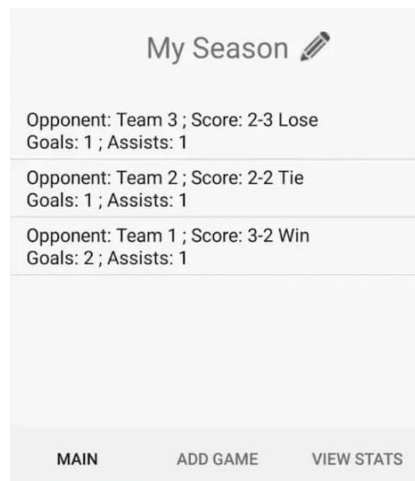 My Season
Opponent: Team 3 ; Score: 2-3 Lose
Goals: 1 ; Assists: 1
Opponent: Team 2 ; Score: 2-2 Tie
Goals: 1 ; Assists: 1
Opponent: Team 1 ; Score: 3-2 Win
Goals: 2 ; Assists: 1
MAIN ADD GAME VIEW STATS